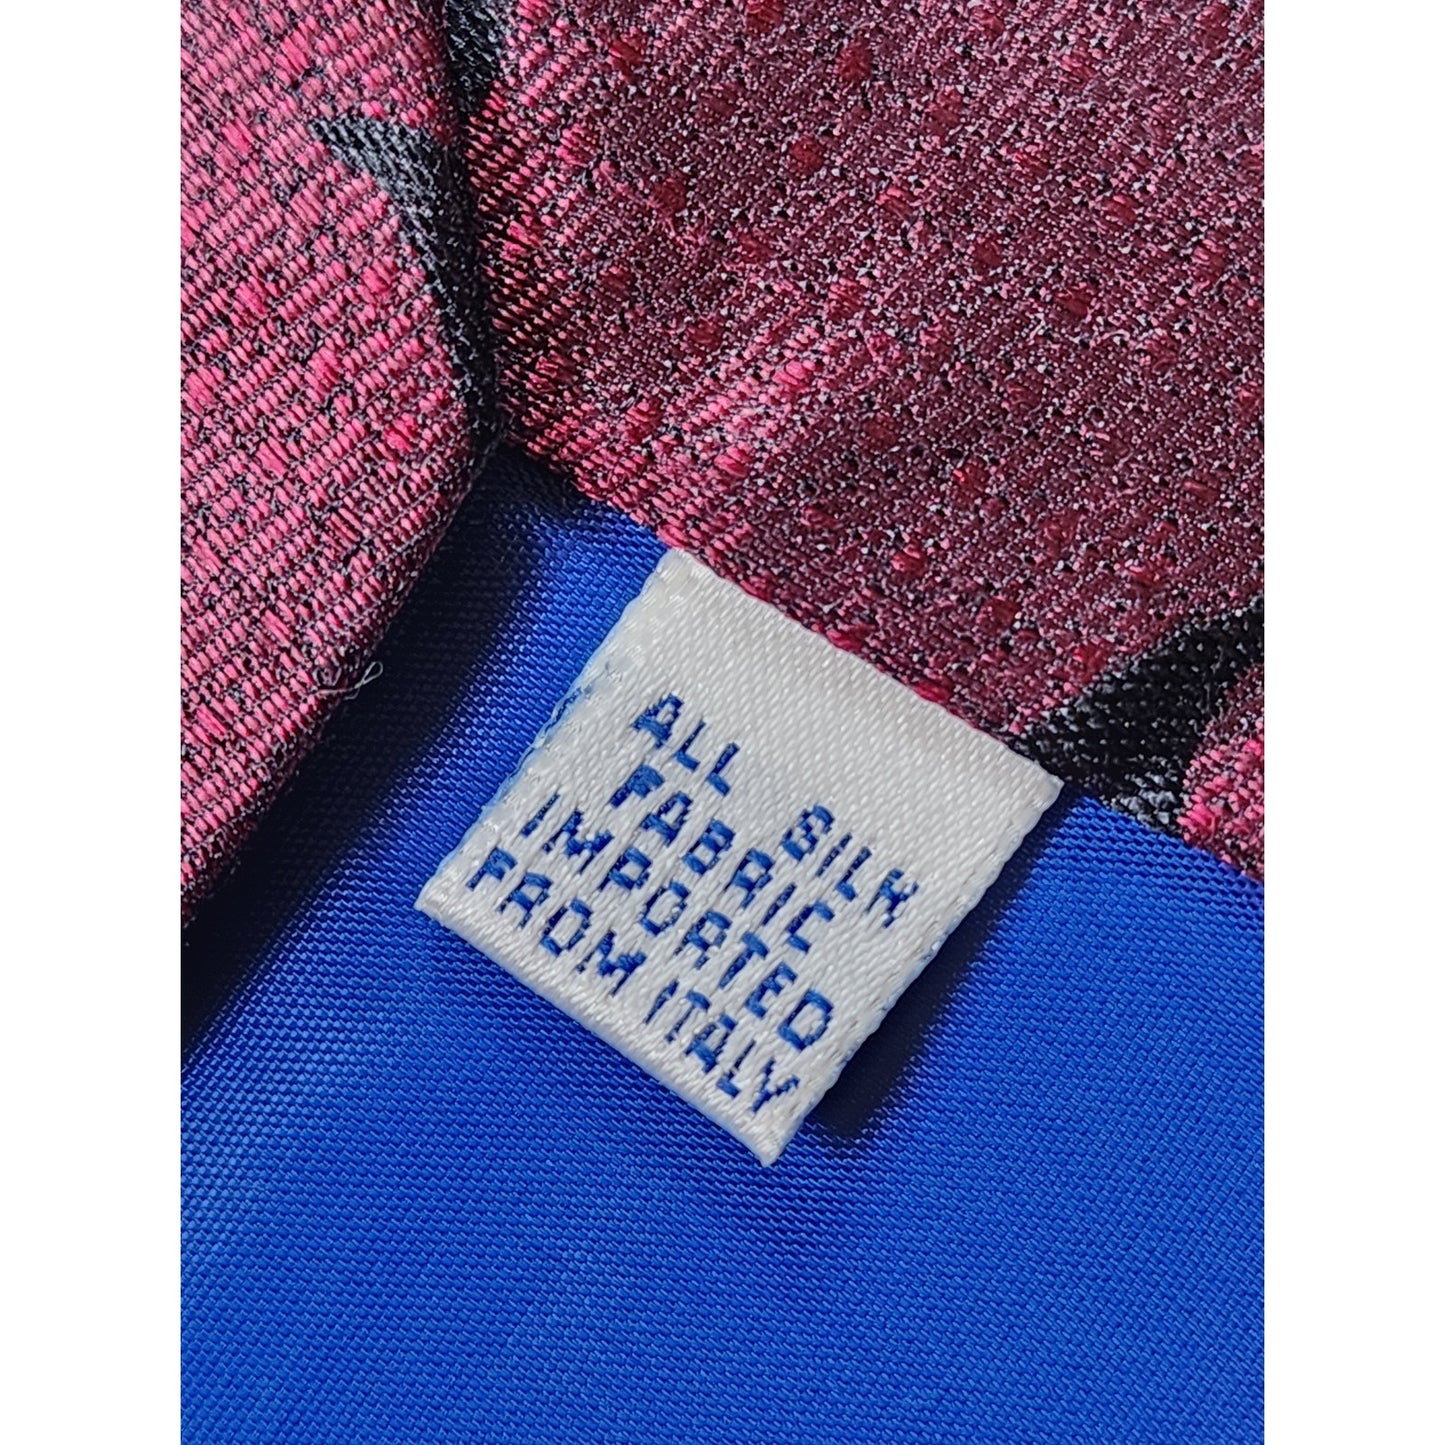 ALL SILK
FABRIC
IMPORTED
FROM ITALY